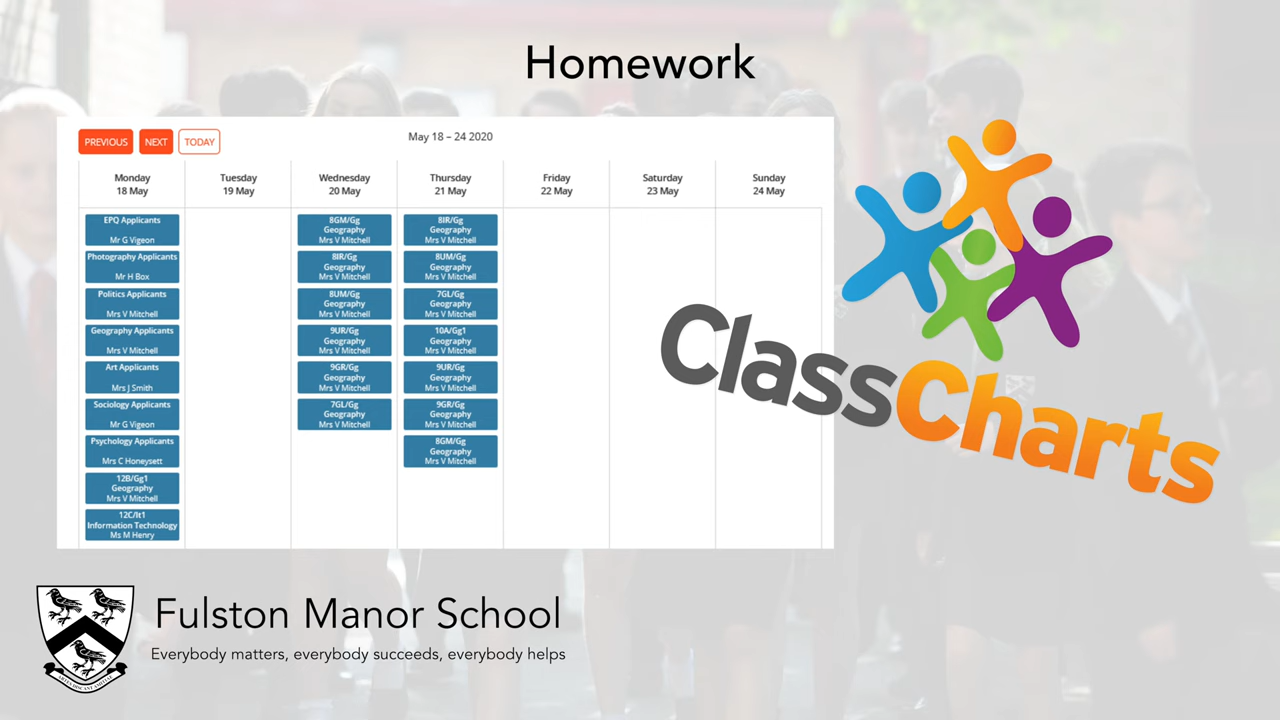 Homework
PREVIOUS
NEXT
TODAY
May 18 – 24 2020
Monday
18 May
Tuesday
19 May
Wednesday
20 May
Thursday
21 May
Friday
22 May
Saturday
23 May
Sunday
24 May
EPQ Applicants
Mr G Vigeon
Photography Applicants
Mr H Box
Politics Applicants
Mrs V Mitchell
Geography Applicants
Mrs V Mitchell
Art Applicants
Mrs J Smith
Sociology Applicants
Mr G Vigeon
Psychology Applicants
Mrs C Honeysett
12B/Gg1
Geography
Mrs V Mitchell
12C/It1
Information Technology
Ms M Henry
8GM/Gg
Geography
Mrs V Mitchell
8IR/Gg
Geography
Mrs V Mitchell
8UM/Gg
Geography
Mrs V Mitchell
9UR/Gg
Geography
Mrs V Mitchell
9GR/Gg
Geography
Mrs V Mitchell
7GL/Gg
Geography
Mrs V Mitchell
8IR/Gg
Geography
Mrs V Mitchell
8UM/Gg
Geography
Mrs V Mitchell
7GL/Gg
Geography
Mrs V Mitchell
10A/Gg1
Geography
Mrs V Mitchell
9UR/Gg
Geography
Mrs V Mitchell
9GR/Gg
Geography
Mrs V Mitchell
8GM/Gg
Geography
Mrs V Mitchell
ClassCharts
Fulston Manor School
Everybody matters, everybody succeeds, everybody helps